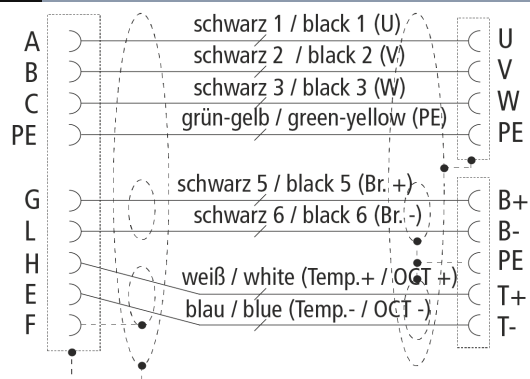 A schwarz 1 / black 1 (U) U
B schwarz 2 / black 2 (V) V
C schwarz 3 / black 3 (W) W
PE grün-gelb / green-yellow (PE) PE
G schwarz 5 / black 5 (Br. +) B+
L schwarz 6 / black 6 (Br. -) B-
H PE
E weiß / white (Temp.+ / OCT +) T+
F blau / blue (Temp.- / OCT -) T-